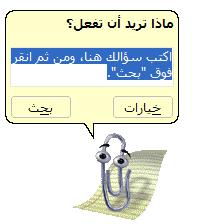 ماذا تريد أن تفعل؟
اكتب سؤالك هنا، ومن ثم انقر
فوق "بحث".
خيارات
بحث